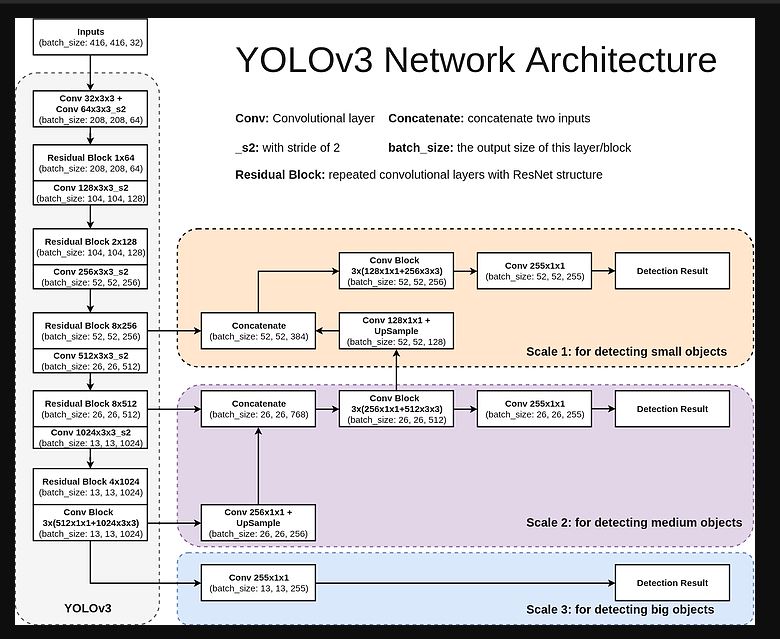 Inputs
(batch_size: 416, 416, 32)
YOLOv3 Network Architecture
Conv: Convolutional layer
Concatenate: concatenate two inputs
_s2: with stride of 2
batch_size: the output size of this layer/block
Residual Block: repeated convolutional layers with ResNet structure
Conv 32x3x3 +
Conv 64x3x3_s2
(batch_size: 208, 208, 64)
Residual Block 1x64
(batch_size: 208, 208, 64)
Conv 128x3x3_s2
(batch_size: 104, 104, 128)
Residual Block 2x128
(batch_size: 104, 104, 128)
Conv 256x3x3_s2
(batch_size: 52, 52, 256)
Residual Block 8x256
(batch_size: 52, 52, 256)
Conv 512x3x3_s2
(batch_size: 26, 26, 512)
Residual Block 8x512
(batch_size: 26, 26, 512)
Conv 1024x3x3_s2
(batch_size: 13, 13, 1024)
Residual Block 4x1024
(batch_size: 13, 13, 1024)
Conv Block
3x(512x1x1+1024x3x3)
(batch_size: 13, 13, 1024)
YOLOv3
Conv Block
3x(128x1x1+256x3x3)
(batch_size: 52, 52, 256)
Conv 255x1x1
(batch_size: 52, 52, 255)
Detection Result
Concatenate
(batch_size: 52, 52, 384)
Conv 128x1x1 +
UpSample
(batch_size: 52, 52, 128)
Scale 1: for detecting small objects
Concatenate
(batch_size: 26, 26, 768)
Conv Block
3x(256x1x1+512x3x3)
(batch_size: 26, 26, 512)
Conv 255x1x1
(batch_size: 26, 26, 255)
Detection Result
Conv 256x1x1 +
UpSample
(batch_size: 26, 26, 256)
Scale 2: for detecting medium objects
Conv 255x1x1
(batch_size: 13, 13, 255)
Detection Result
Scale 3: for detecting big objects